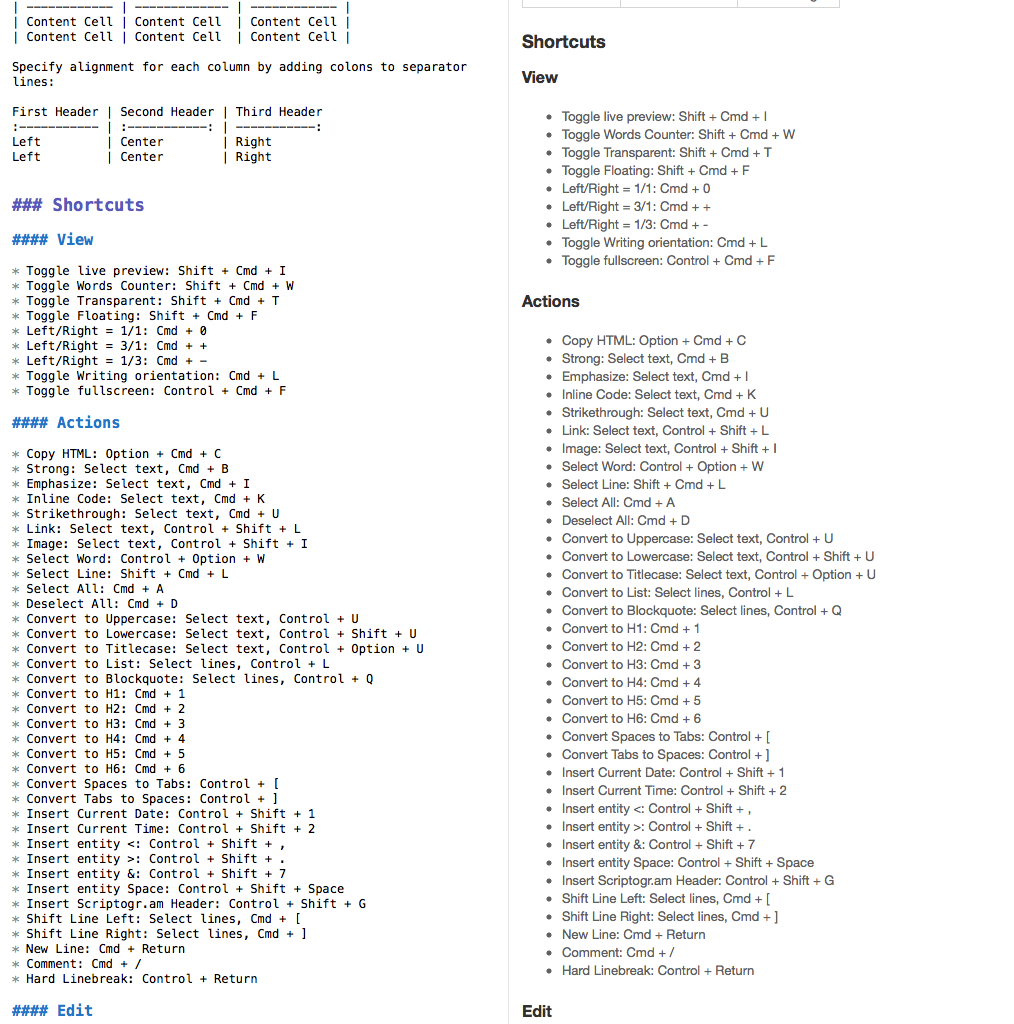 | ------------ | ------------- | ------------ |
| Content Cell | Content Cell  | Content Cell |
| Content Cell | Content Cell  | Content Cell |
Specify alignment for each column by adding colons to separator
lines:
First Header | Second Header | Third Header
:----------- | :-----------: | -----------:
Left         | Center        | Right
Left         | Center        | Right
### Shortcuts
#### View
* Toggle live preview: Shift + Cmd + I
* Toggle Words Counter: Shift + Cmd + W
* Toggle Transparent: Shift + Cmd + T
* Toggle Floating: Shift + Cmd + F
* Left/Right = 1/1: Cmd + 0
* Left/Right = 3/1: Cmd + +
* Left/Right = 1/3: Cmd + -
* Toggle Writing orientation: Cmd + L
* Toggle fullscreen: Control + Cmd + F
#### Actions
* Copy HTML: Option + Cmd + C
* Strong: Select text, Cmd + B
* Emphasize: Select text, Cmd + I
* Inline Code: Select text, Cmd + K
* Strikethrough: Select text, Cmd + U
* Link: Select text, Control + Shift + L
* Image: Select text, Control + Shift + I
* Select Word: Control + Option + W
* Select Line: Shift + Cmd + L
* Select All: Cmd + A
* Deselect All: Cmd + D
* Convert to Uppercase: Select text, Control + U
* Convert to Lowercase: Select text, Control + Shift + U
* Convert to Titlecase: Select text, Control + Option + U
* Convert to List: Select lines, Control + L
* Convert to Blockquote: Select lines, Control + Q
* Convert to H1: Cmd + 1
* Convert to H2: Cmd + 2
* Convert to H3: Cmd + 3
* Convert to H4: Cmd + 4
* Convert to H5: Cmd + 5
* Convert to H6: Cmd + 6
* Convert Spaces to Tabs: Control + [
* Convert Tabs to Spaces: Control + ]
* Insert Current Date: Control + Shift + 1
* Insert Current Time: Control + Shift + 2
* Insert entity <: Control + Shift + ,
* Insert entity >: Control + Shift + .
* Insert entity &: Control + Shift + 7
* Insert entity Space: Control + Shift + Space
* Insert Scriptogr.am Header: Control + Shift + G
* Shift Line Left: Select lines, Cmd + [
* Shift Line Right: Select lines, Cmd + ]
* New Line: Cmd + Return
* Comment: Cmd + /
* Hard Linebreak: Control + Return
#### Edit
Shortcuts
View
• Toggle live preview: Shift + Cmd + I
• Toggle Words Counter: Shift + Cmd + W
• Toggle Transparent: Shift + Cmd + T
• Toggle Floating: Shift + Cmd + F
• Left/Right = 1/1: Cmd + 0
• Left/Right = 3/1: Cmd + +
• Left/Right = 1/3: Cmd + -
• Toggle Writing orientation: Cmd + L
• Toggle fullscreen: Control + Cmd + F
Actions
• Copy HTML: Option + Cmd + C
• Strong: Select text, Cmd + B
• Emphasize: Select text, Cmd + I
• Inline Code: Select text, Cmd + K
• Strikethrough: Select text, Cmd + U
• Link: Select text, Control + Shift + L
• Image: Select text, Control + Shift + I
• Select Word: Control + Option + W
• Select Line: Shift + Cmd + L
• Select All: Cmd + A
• Deselect All: Cmd + D
• Convert to Uppercase: Select text, Control + U
• Convert to Lowercase: Select text, Control + Shift + U
• Convert to Titlecase: Select text, Control + Option + U
• Convert to List: Select lines, Control + L
• Convert to Blockquote: Select lines, Control + Q
• Convert to H1: Cmd + 1
• Convert to H2: Cmd + 2
• Convert to H3: Cmd + 3
• Convert to H4: Cmd + 4
• Convert to H5: Cmd + 5
• Convert to H6: Cmd + 6
• Convert Spaces to Tabs: Control + [
• Convert Tabs to Spaces: Control + ]
• Insert Current Date: Control + Shift + 1
• Insert Current Time: Control + Shift + 2
• Insert entity <: Control + Shift + ,
• Insert entity >: Control + Shift + .
• Insert entity &: Control + Shift + 7
• Insert entity Space: Control + Shift + Space
• Insert Scriptogr.am Header: Control + Shift + G
• Shift Line Left: Select lines, Cmd + [
• Shift Line Right: Select lines, Cmd + ]
• New Line: Cmd + Return
• Comment: Cmd + /
• Hard Linebreak: Control + Return
Edit